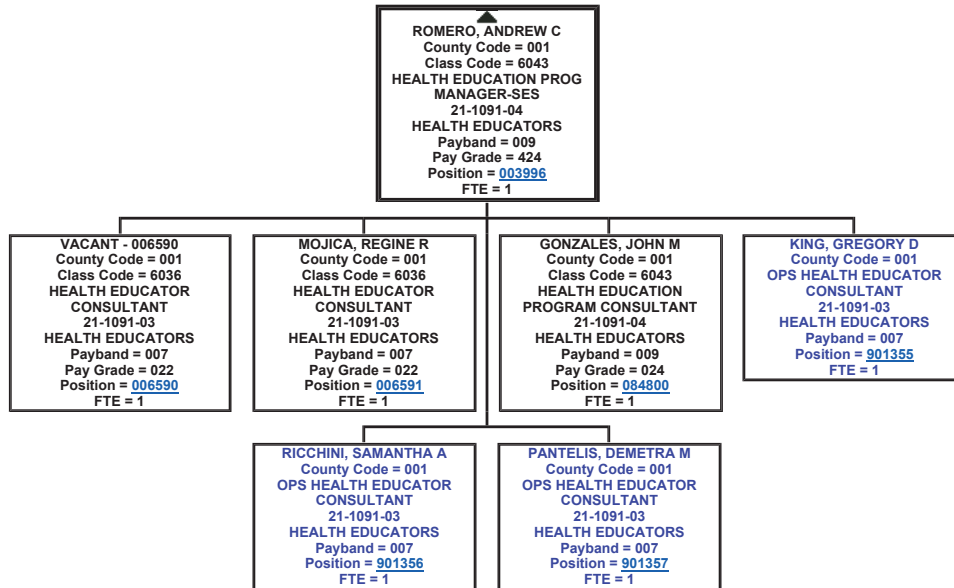 ROMERO, ANDREW C
County Code = 001
Class Code = 6043
HEALTH EDUCATION PROG
MANAGER-SES
21-1091-04
HEALTH EDUCATORS
Payband = 009
Pay Grade = 424
Position = 003996
FTE = 1
VACANT - 006590
County Code = 001
Class Code = 6036
HEALTH EDUCATOR
CONSULTANT
21-1091-03
HEALTH EDUCATORS
Payband = 007
Pay Grade = 022
Position = 006590
FTE = 1
MOJICA, REGINE R
County Code = 001
Class Code = 6036
HEALTH EDUCATOR
CONSULTANT
21-1091-03
HEALTH EDUCATORS
Payband = 007
Pay Grade = 022
Position = 006591
FTE = 1
GONZALES, JOHN M
County Code = 001
Class Code = 6043
HEALTH EDUCATION
PROGRAM CONSULTANT
21-1091-04
HEALTH EDUCATORS
Payband = 009
Pay Grade = 024
Position = 084800
FTE = 1
KING, GREGORY D
County Code = 001
OPS HEALTH EDUCATOR
CONSULTANT
21-1091-03
HEALTH EDUCATORS
Payband = 007
Position = 901355
FTE = 1
RICCHINI, SAMANTHA A
County Code = 001
OPS HEALTH EDUCATOR
CONSULTANT
21-1091-03
HEALTH EDUCATORS
Payband = 007
Position = 901356
FTE = 1
PANTELIS, DEMETRA M
County Code = 001
OPS HEALTH EDUCATOR
CONSULTANT
21-1091-03
HEALTH EDUCATORS
Payband = 007
Position = 901357
FTE = 1